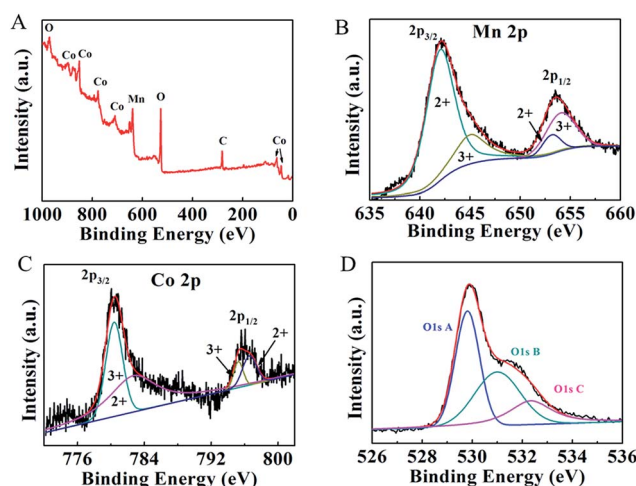 A
O
Co
Co
Co
Co
Mn
O
C
Co
Intensity (a.u.)
1000 800 600 400 200 0
Binding Energy (eV)
B
Mn 2p
2p3/2
2p1/2
2+
3+
2+
3+
Intensity (a.u.)
635 640 645 650 655 660
Binding Energy (eV)
C
Co 2p
2p3/2
2p1/2
3+
2+
3+
2+
Intensity (a.u.)
776 784 792 800
Binding Energy (eV)
D
O1s A
O1s B
O1s C
Intensity (a.u.)
526 528 530 532 534 536
Binding Energy (eV)